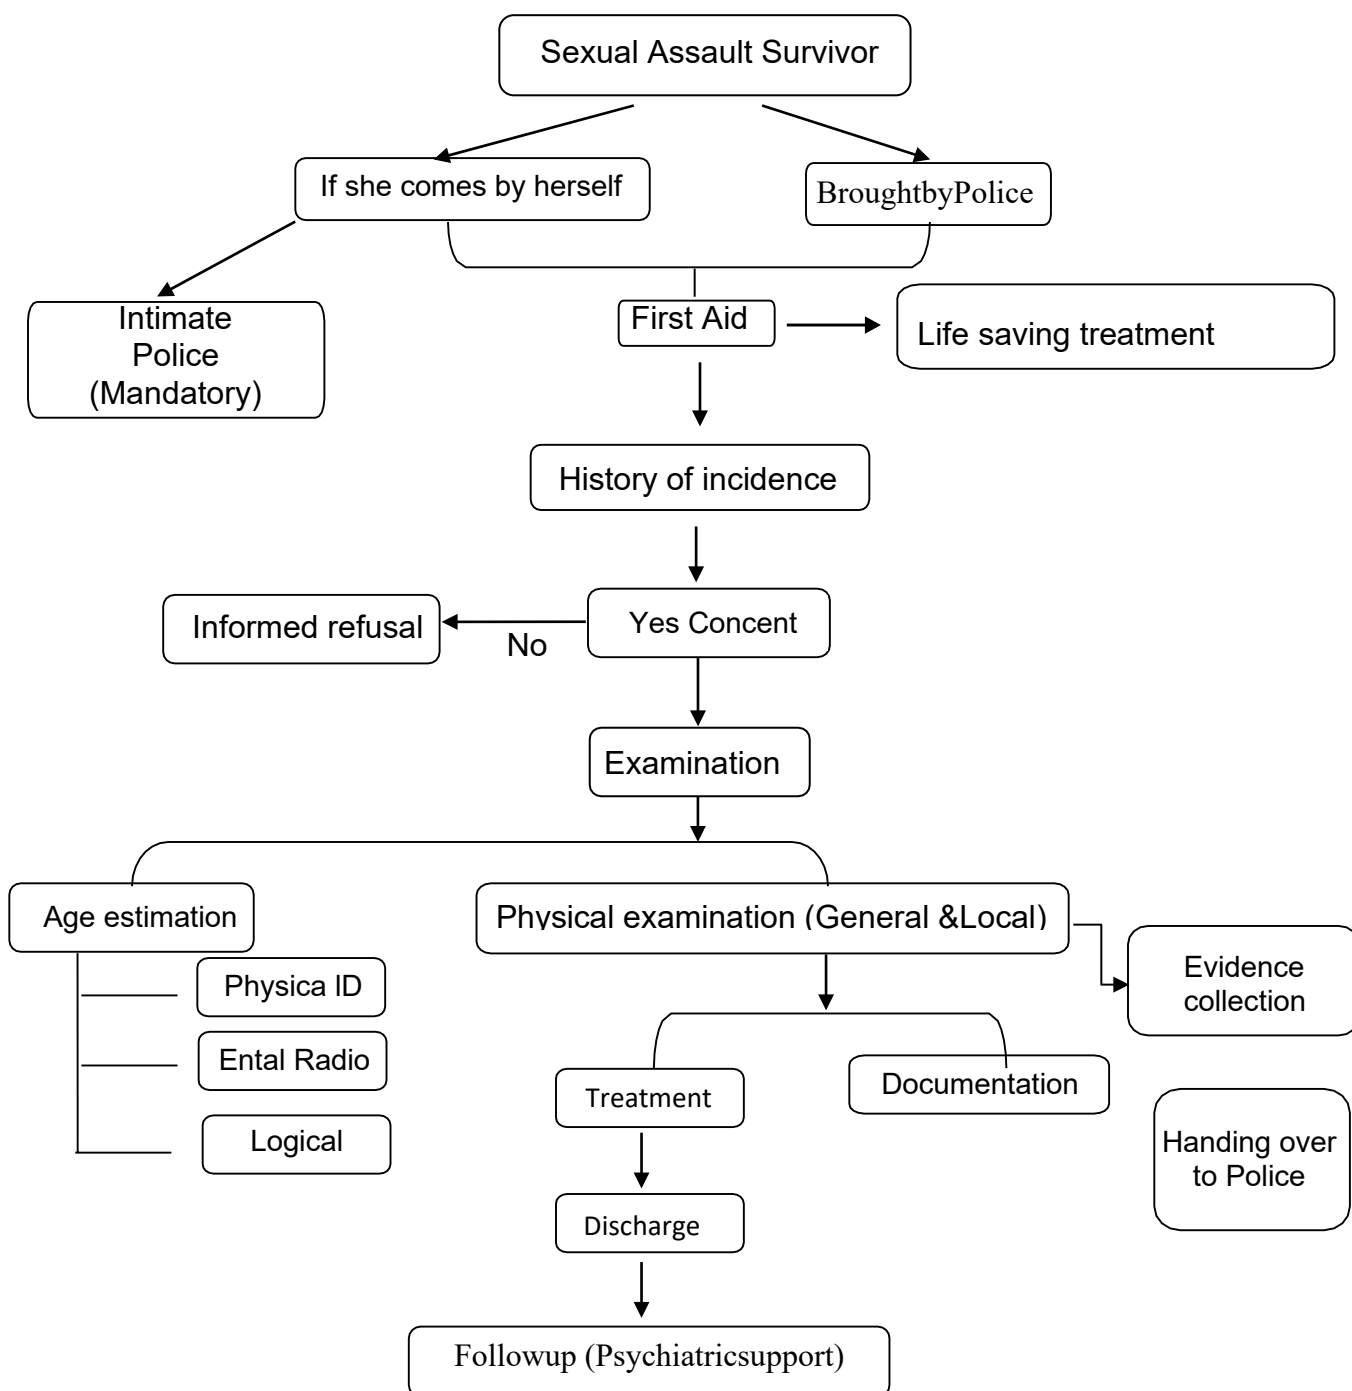 Sexual Assault Survivor
If she comes by herself
BroughtbyPolice
Intimate
Police
(Mandatory)
First Aid
Life saving treatment
History of incidence
Informed refusal
No
Yes Concent
Examination
Age estimation
Physical examination (General &Local)
Evidence
collection
Physica ID
Ental Radio
Logical
Treatment
Documentation
Handing over
to Police
Discharge
Followup (Psychiatricsupport)